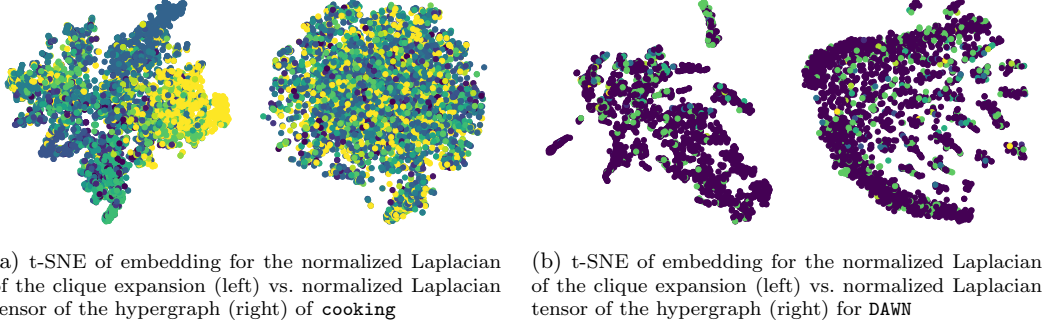 a) t-SNE of embedding for the normalized Laplacian
of the clique expansion (left) vs. normalized Laplacian
tensor of the hypergraph (right) of cooking
(b) t-SNE of embedding for the normalized Laplacian
of the clique expansion (left) vs. normalized Laplacian
tensor of the hypergraph (right) for DAWN